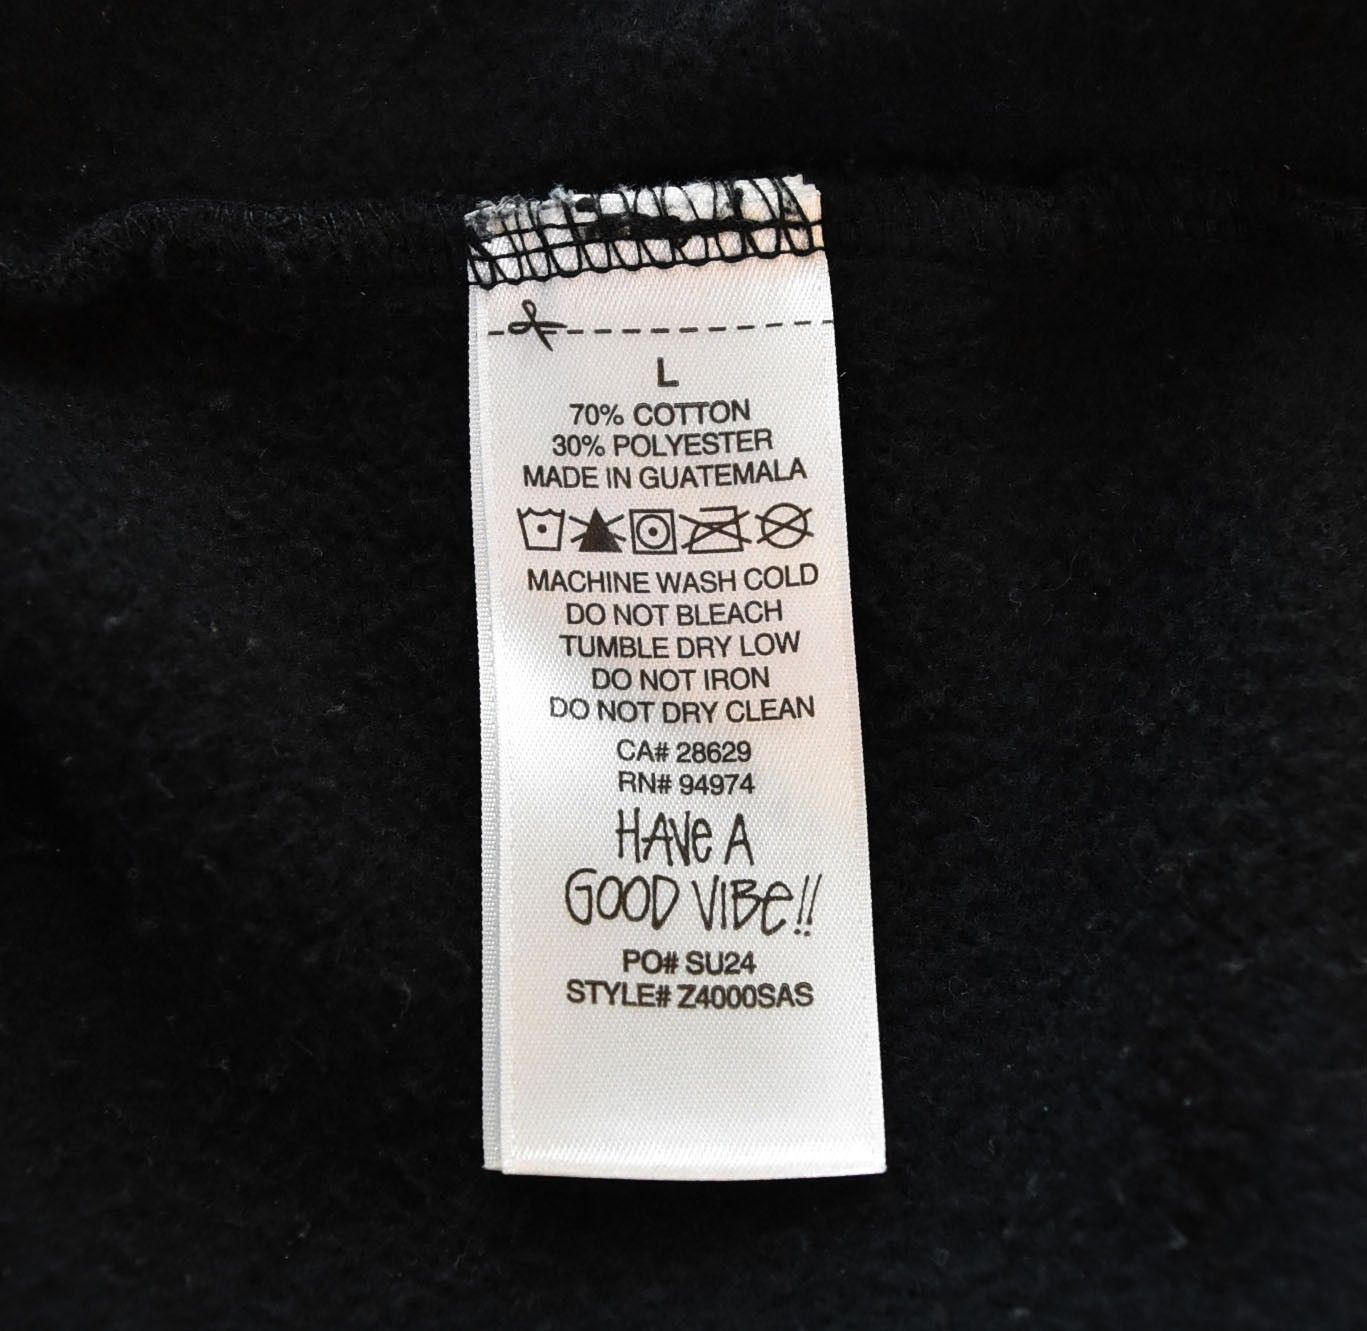 L
70% COTTON
30% POLYESTER
MADE IN GUATEMALA
MACHINE WASH COLD
DO NOT BLEACH
TUMBLE DRY LOW
DO NOT IRON
DO NOT DRY CLEAN
CA# 28629
RN# 94974
HAVe A
GOOD VIBe!!
PO# SU24
STYLE# Z4000SAS